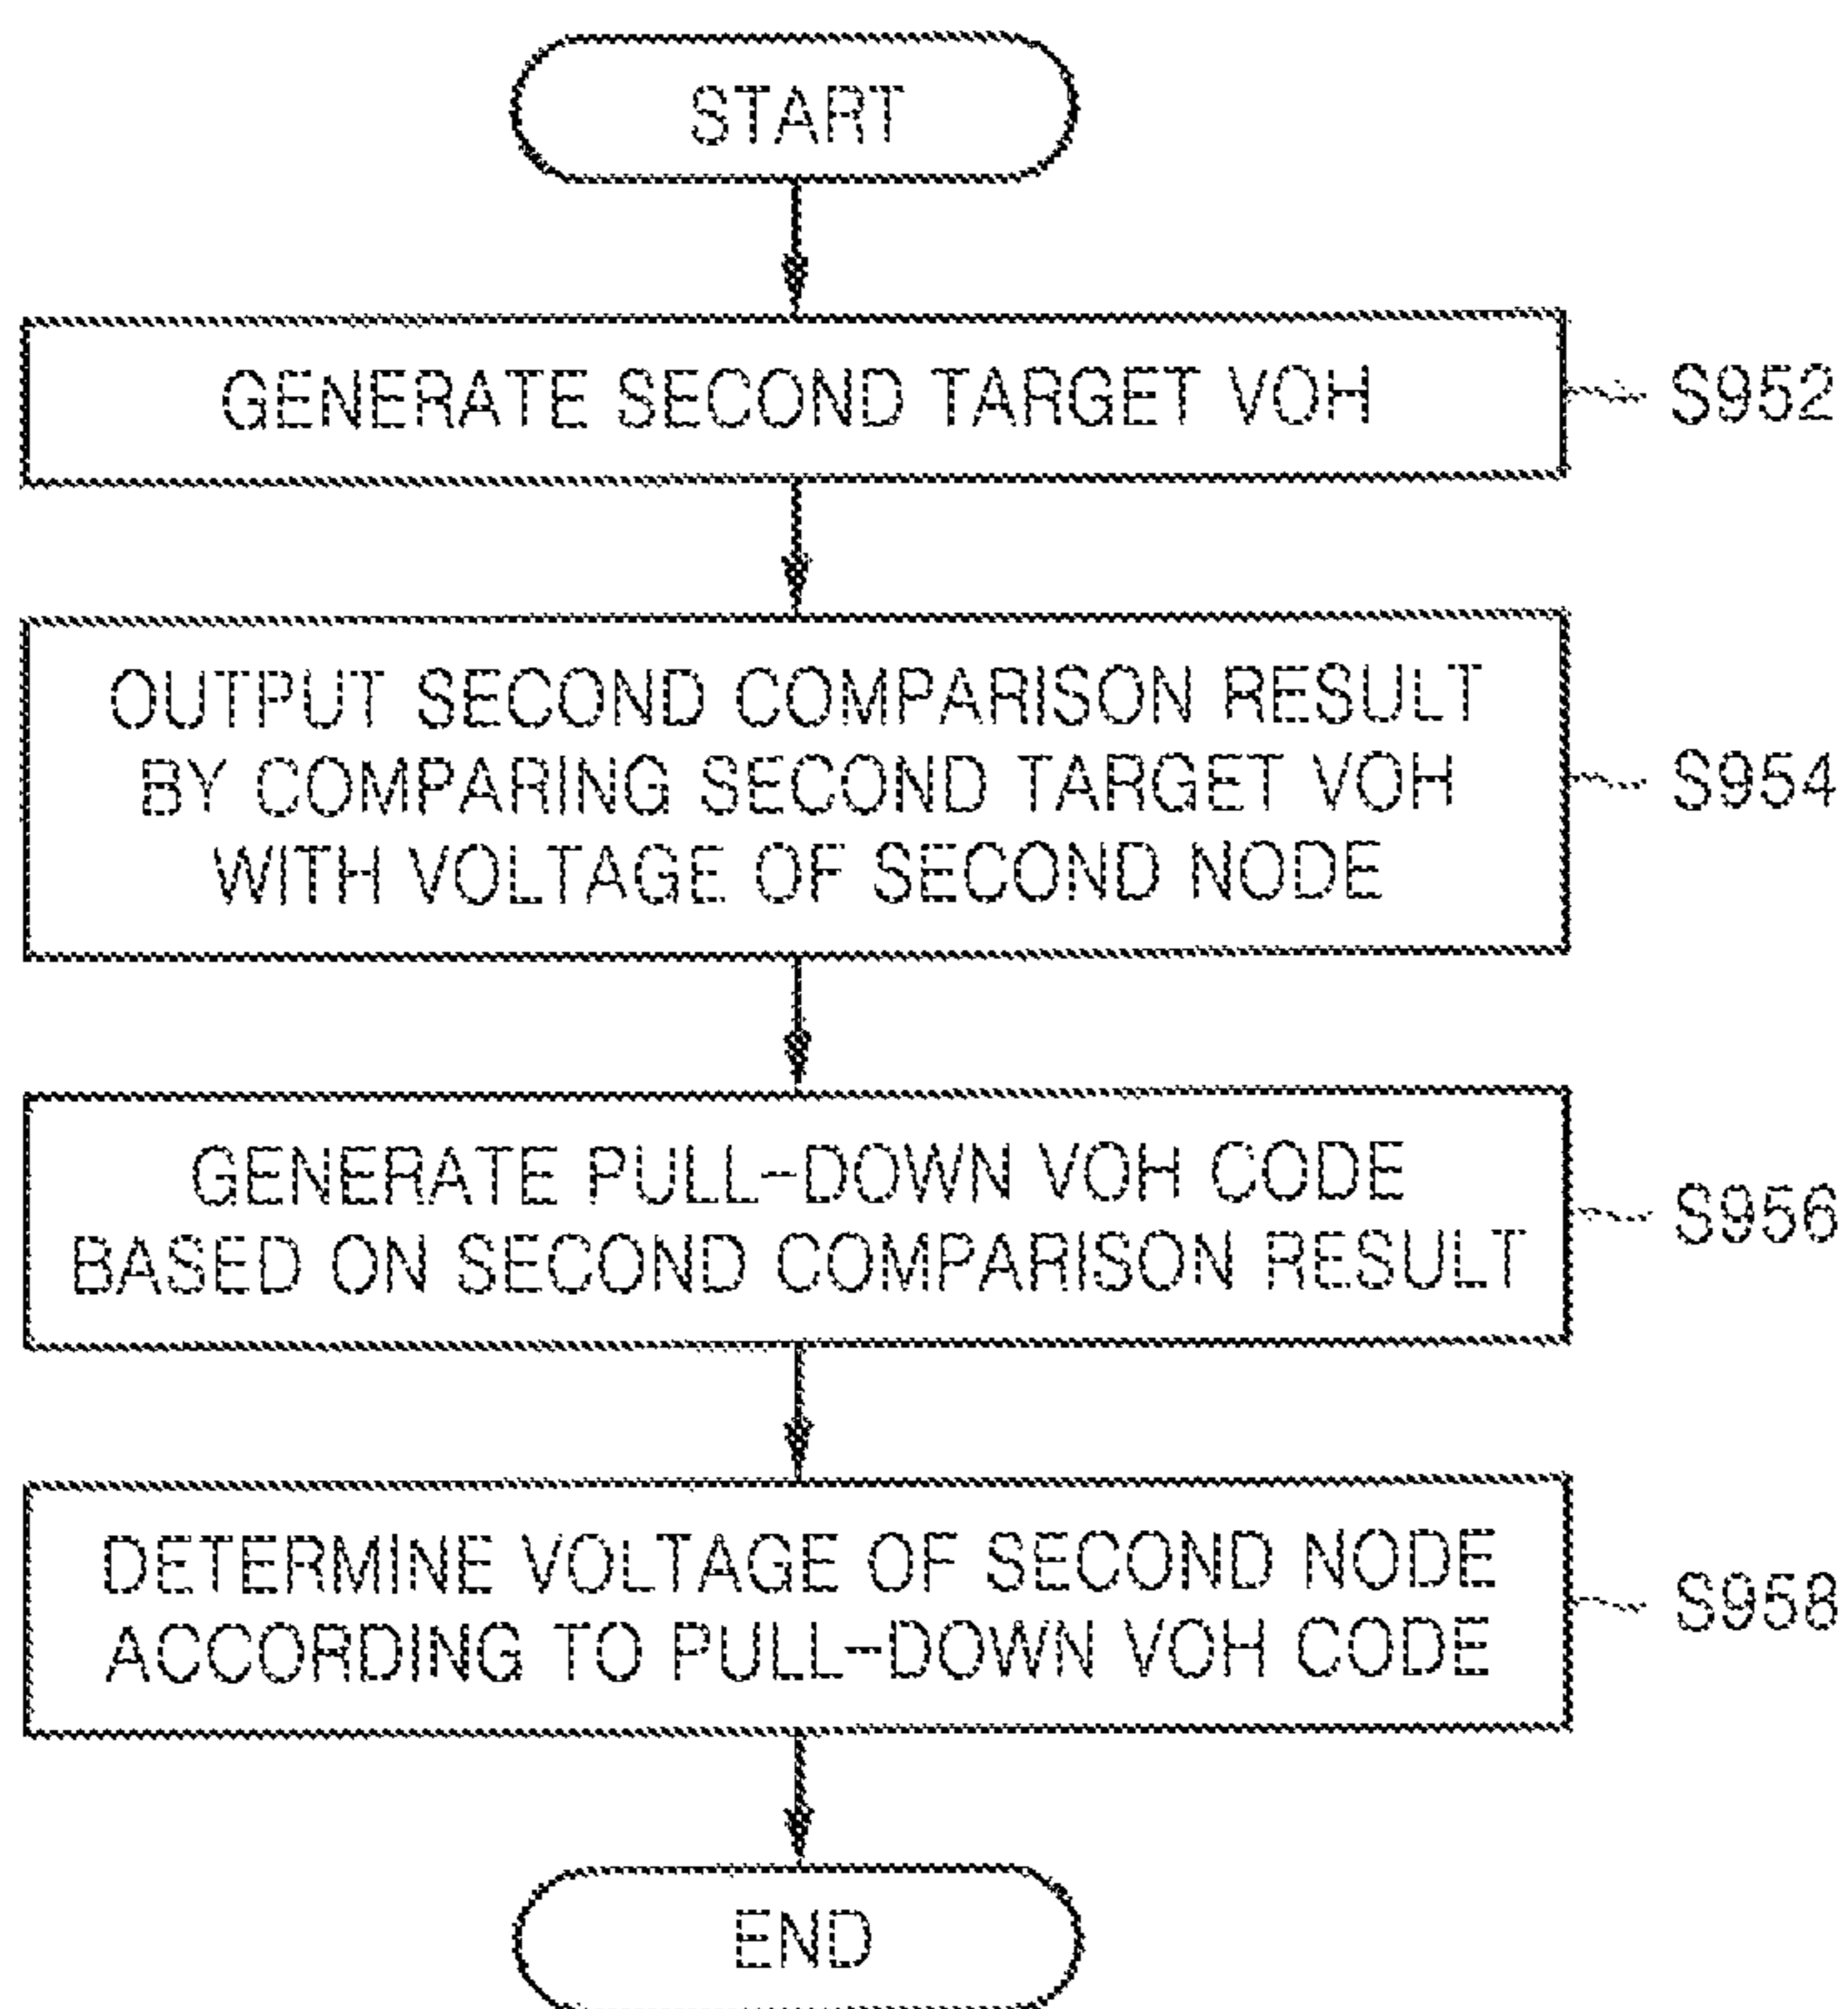 START
GENERATE SECOND TARGET VOH
S952
OUTPUT SECOND COMPARISON RESULT
BY COMPARING SECOND TARGET VOH
WITH VOLTAGE OF SECOND NODE
S954
GENERATE PULL-DOWN VOH CODE
BASED ON SECOND COMPARISON RESULT
S956
DETERMINE VOLTAGE OF SECOND NODE
ACCORDING TO PULL-DOWN VOH CODE
S958
END